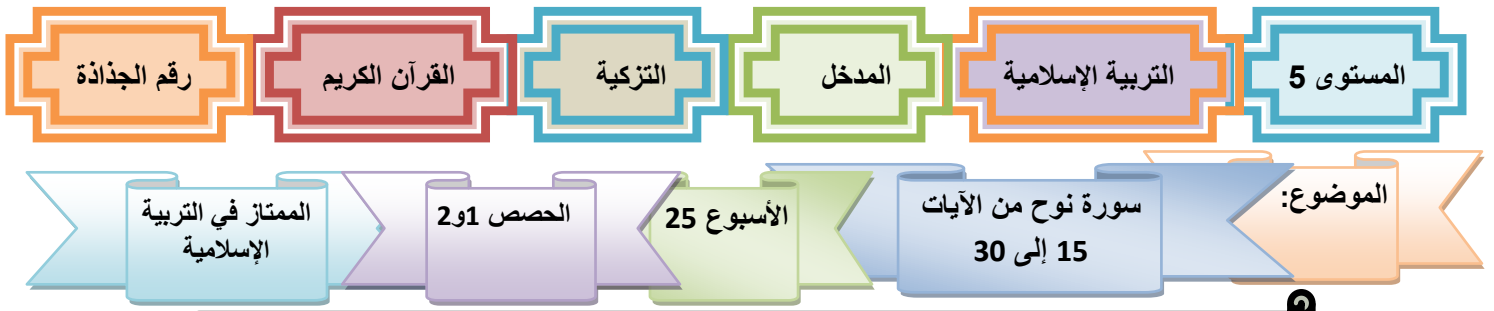 المستوى 5
التربية الإسلامية
المدخل
التزكية
القرآن الكريم
رقم الجذاذة
الموضوع:
سورة نوح من الآيات
15 إلى 30
الأسبوع 25
الحصص 1و2
الممتاز في التربية
الإسلامية